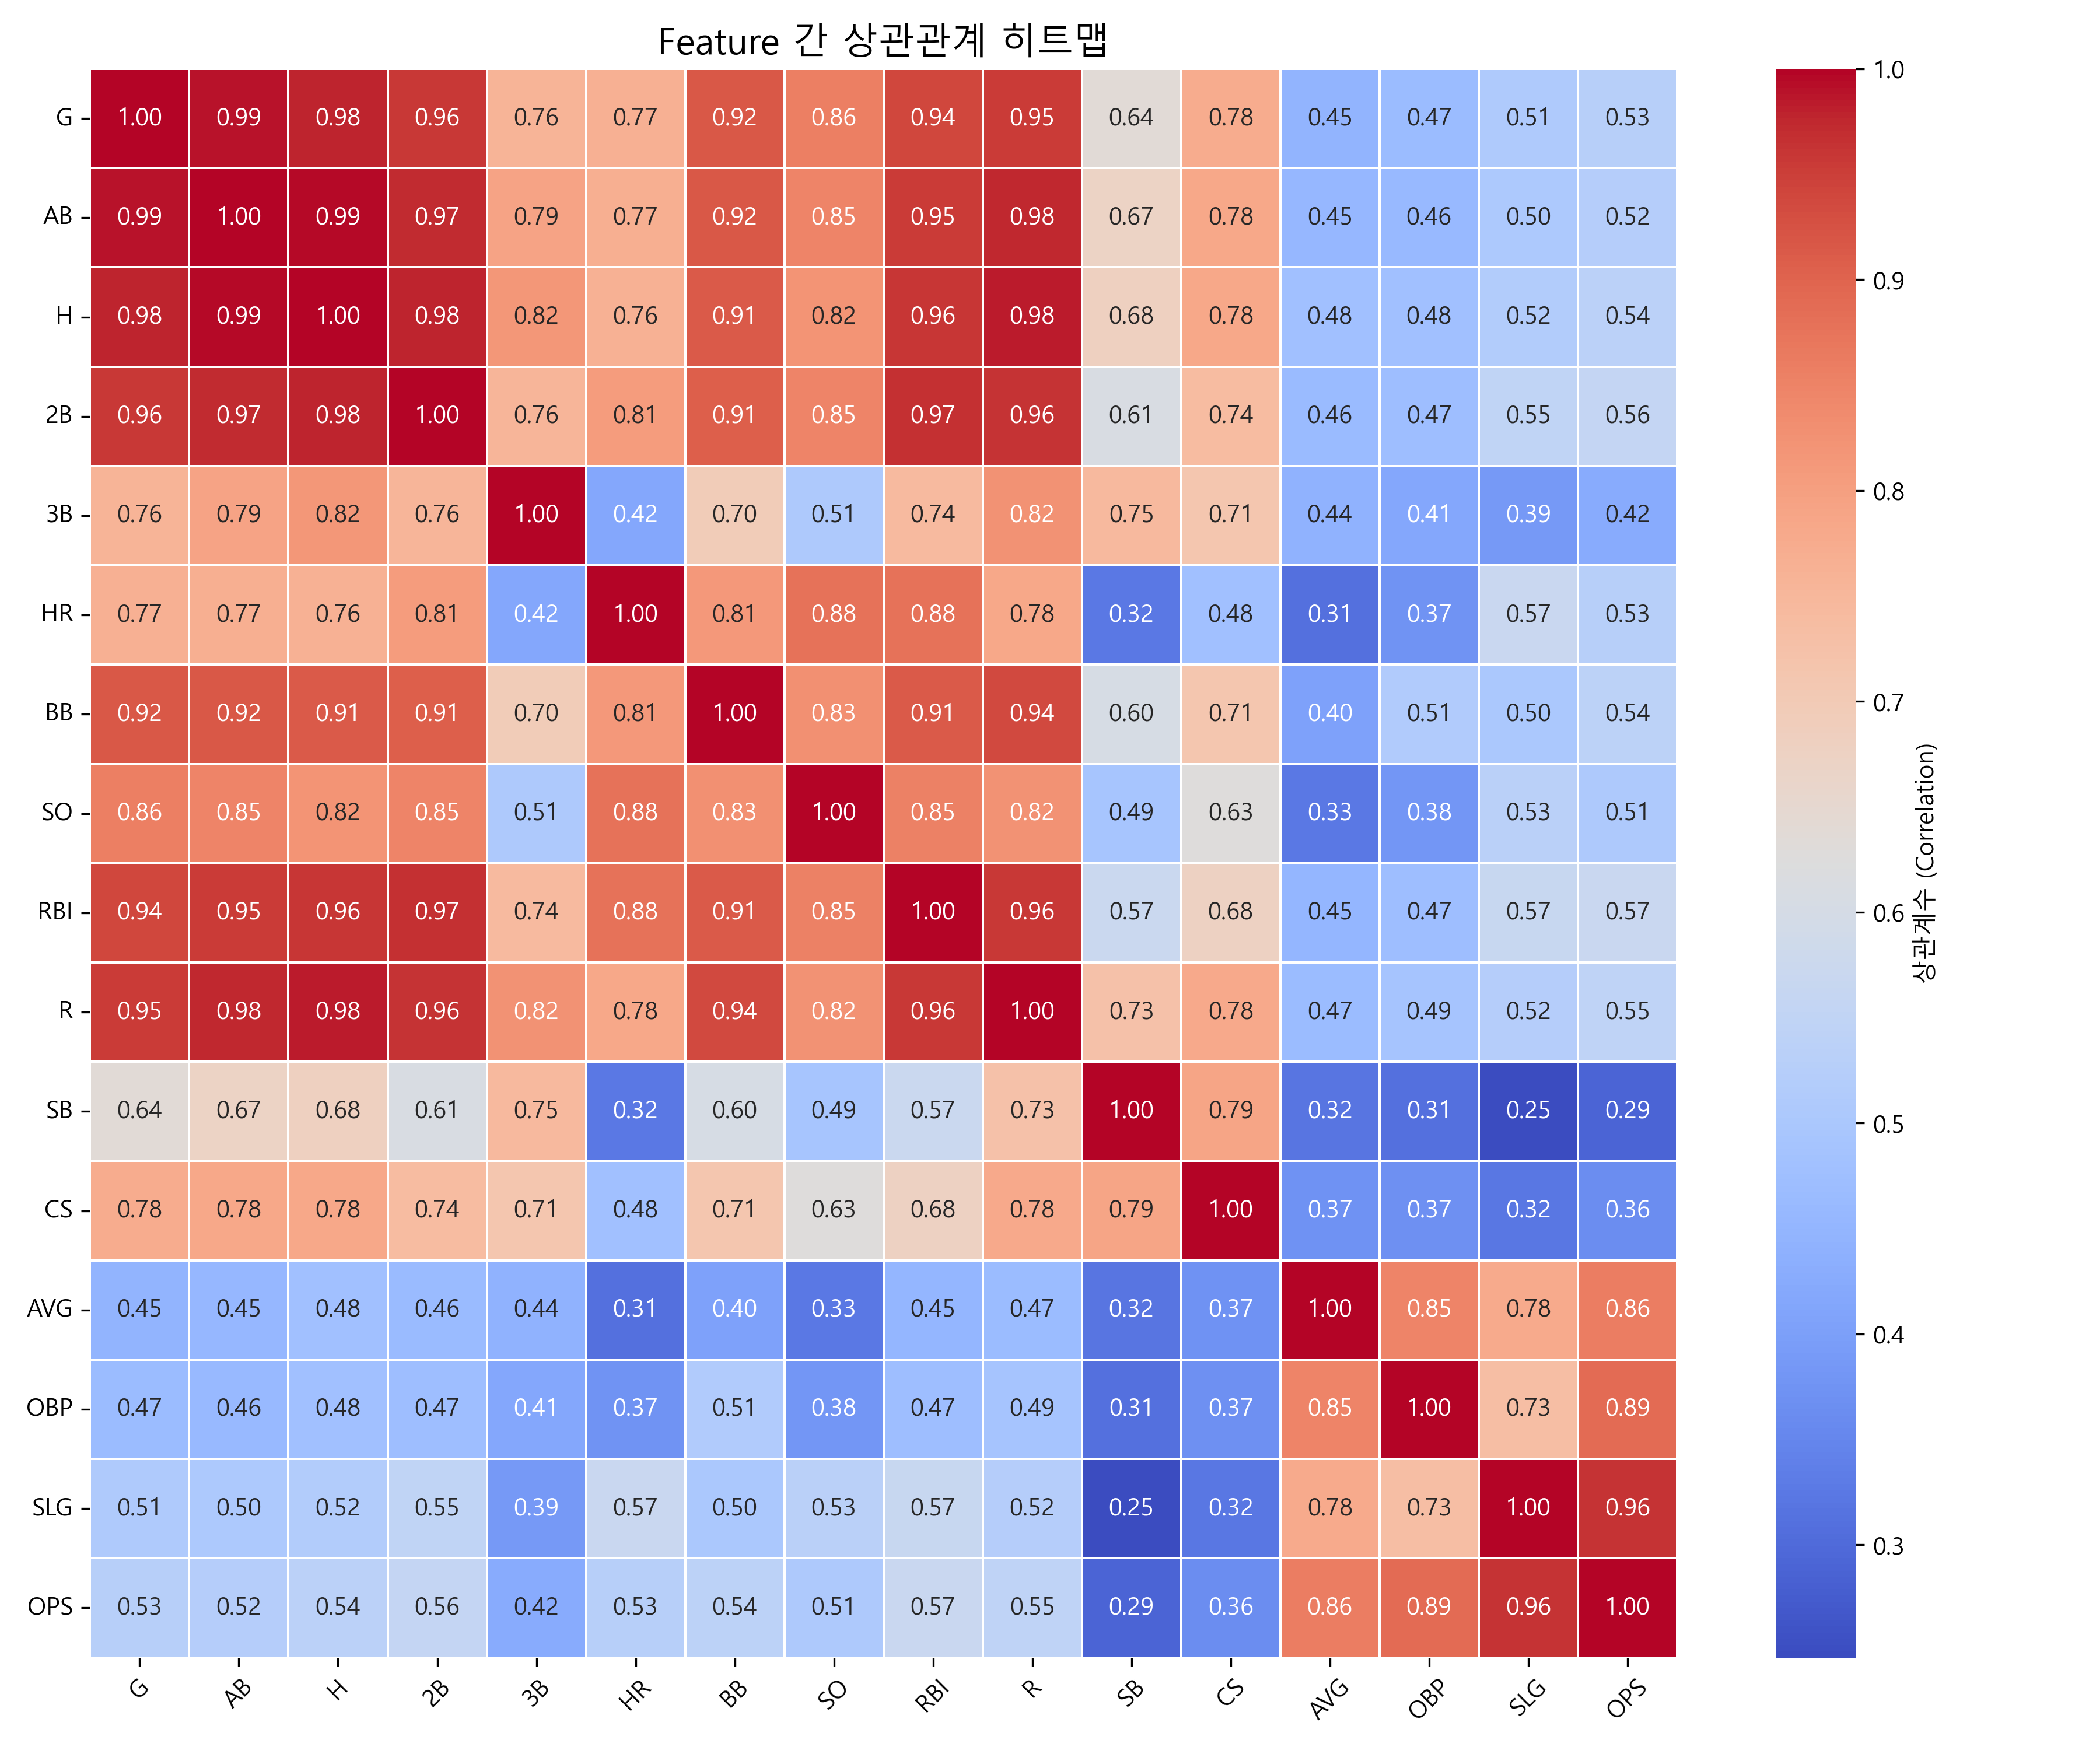 Feature 간 상관관계 히트맵
G 1.00 0.99 0.98 0.96 0.76 0.77 0.92 0.86 0.94 0.95 0.64 0.78 0.45 0.47 0.51 0.53
AB 0.99 1.00 0.99 0.97 0.79 0.77 0.92 0.85 0.95 0.98 0.67 0.78 0.45 0.46 0.50 0.52
H 0.98 0.99 1.00 0.98 0.82 0.76 0.91 0.82 0.96 0.98 0.68 0.78 0.48 0.48 0.52 0.54
2B 0.96 0.97 0.98 1.00 0.76 0.81 0.91 0.85 0.97 0.96 0.61 0.74 0.46 0.47 0.55 0.56
3B 0.76 0.79 0.82 0.76 1.00 0.42 0.70 0.51 0.74 0.82 0.75 0.71 0.44 0.41 0.39 0.42
HR 0.77 0.77 0.76 0.81 0.42 1.00 0.81 0.88 0.88 0.78 0.32 0.48 0.31 0.37 0.57 0.53
BB 0.92 0.92 0.91 0.91 0.70 0.81 1.00 0.83 0.91 0.94 0.60 0.71 0.40 0.51 0.50 0.54
SO 0.86 0.85 0.82 0.85 0.51 0.88 0.83 1.00 0.85 0.82 0.49 0.63 0.33 0.38 0.53 0.51
RBI 0.94 0.95 0.96 0.97 0.74 0.88 0.91 0.85 1.00 0.96 0.57 0.68 0.45 0.47 0.57 0.57
R 0.95 0.98 0.98 0.96 0.82 0.78 0.94 0.82 0.96 1.00 0.73 0.78 0.47 0.49 0.52 0.55
SB 0.64 0.67 0.68 0.61 0.75 0.32 0.60 0.49 0.57 0.73 1.00 0.79 0.32 0.31 0.25 0.29
CS 0.78 0.78 0.78 0.74 0.71 0.48 0.71 0.63 0.68 0.78 0.79 1.00 0.37 0.37 0.32 0.36
AVG 0.45 0.45 0.48 0.46 0.44 0.31 0.40 0.33 0.45 0.47 0.32 0.37 1.00 0.85 0.78 0.86
OBP 0.47 0.46 0.48 0.47 0.41 0.37 0.51 0.38 0.47 0.49 0.31 0.37 0.85 1.00 0.73 0.89
SLG 0.51 0.50 0.52 0.55 0.39 0.57 0.50 0.53 0.57 0.52 0.25 0.32 0.78 0.73 1.00 0.96
OPS 0.53 0.52 0.54 0.56 0.42 0.53 0.54 0.51 0.57 0.55 0.29 0.36 0.86 0.89 0.96 1.00
G AB H 2B 3B HR BB SO RBI R SB CS AVG OBP SLG OPS
1.0
0.9
0.8
0.7
0.6
0.5
0.4
0.3
상관계수 (Correlation)